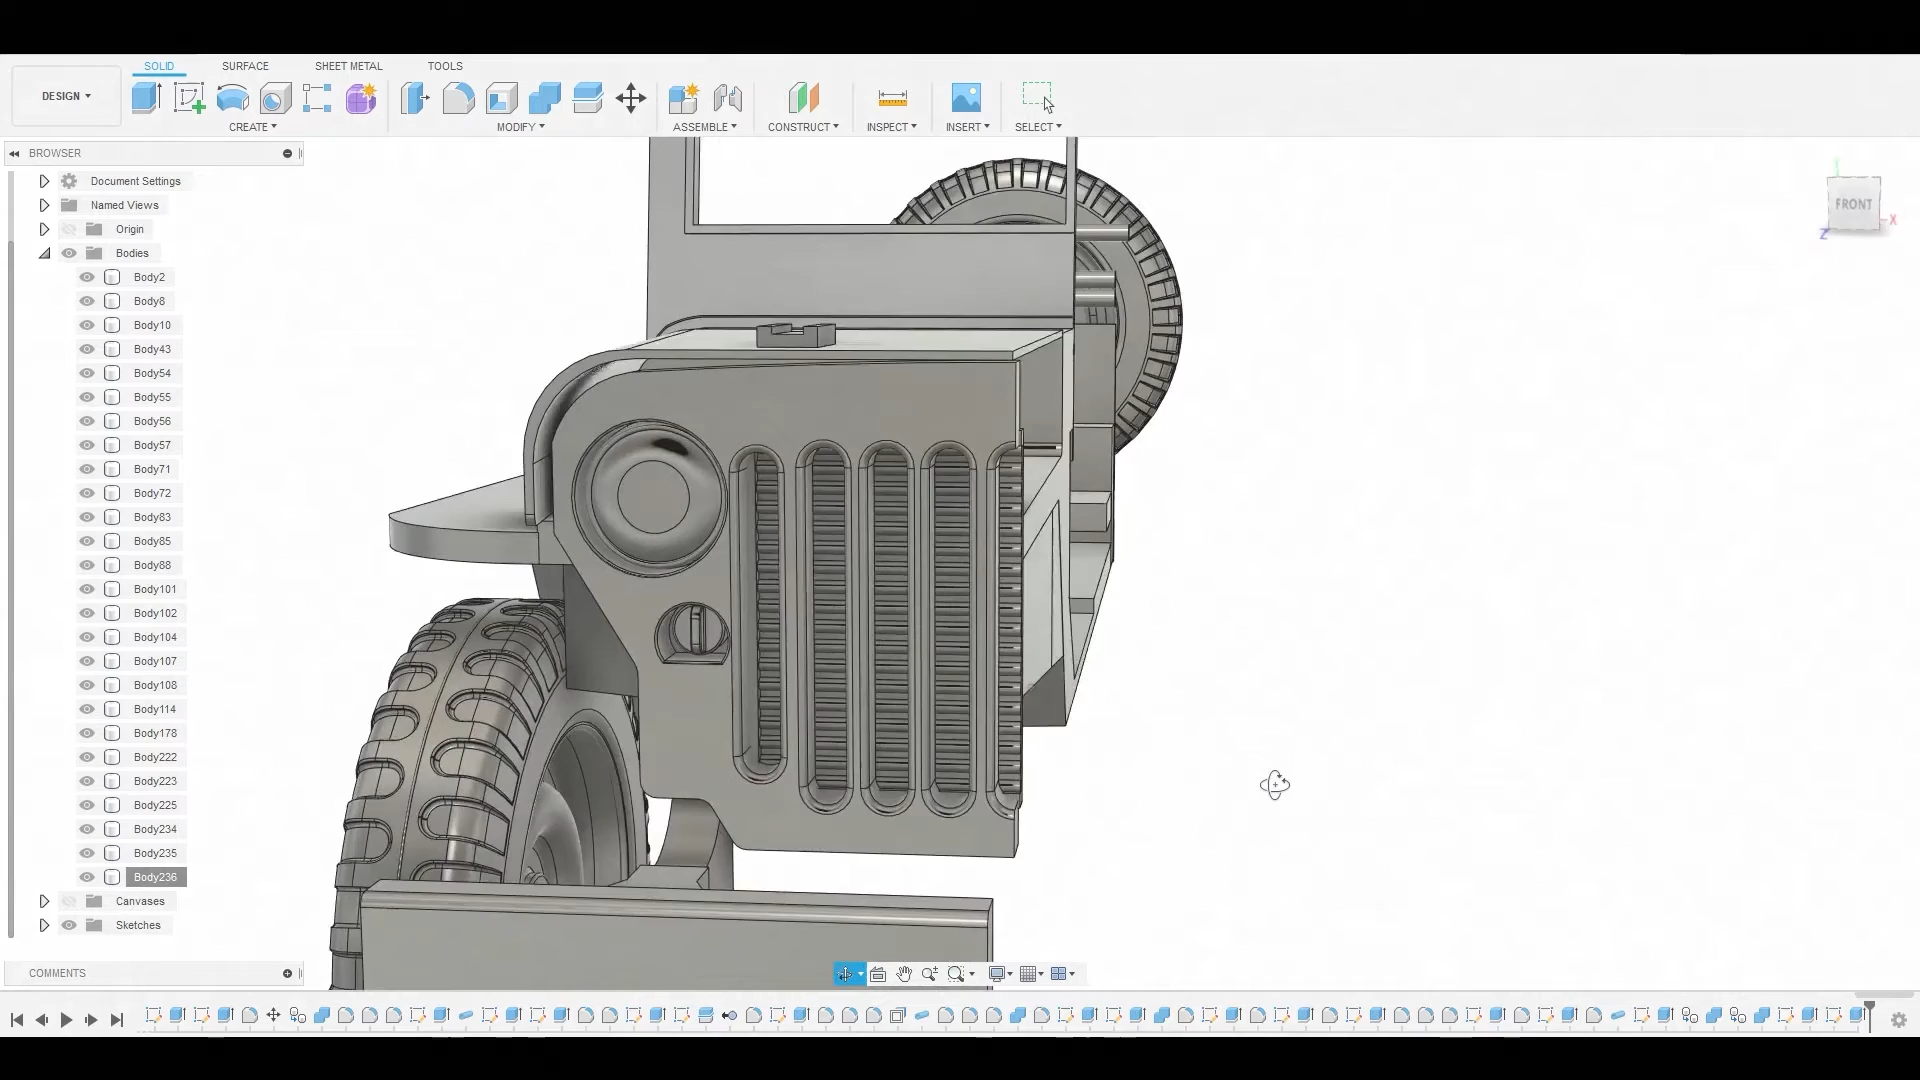 SOLID SURFACE SHEET METAL TOOLS
DESIGN
CREATE MODIFY ASSEMBLE CONSTRUCT INSPECT INSERT SELECT
BROWSER
Document Settings
Named Views
Origin
Bodies
Body2
Body8
Body10
Body43
Body54
Body55
Body56
Body57
Body71
Body72
Body83
Body85
Body88
Body101
Body102
Body104
Body107
Body108
Body114
Body178
Body222
Body223
Body225
Body234
Body235
Body236
Canvases
Sketches
COMMENTS
FRONT
X
Z